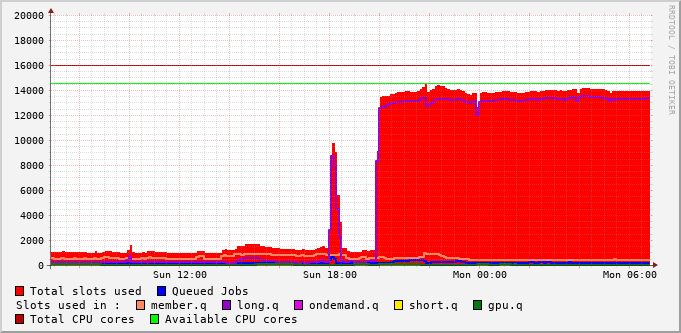 20000
18000
16000
14000
12000
10000
8000
6000
4000
2000
0
Sun 12:00 Sun 18:00 Mon 00:00 Mon 06:00
RRDTOOL / TOBI OETIKER
Total slots used Queued Jobs
Slots used in : member.q long.q ondemand.q short.q gpu.q
Total CPU cores Available CPU cores